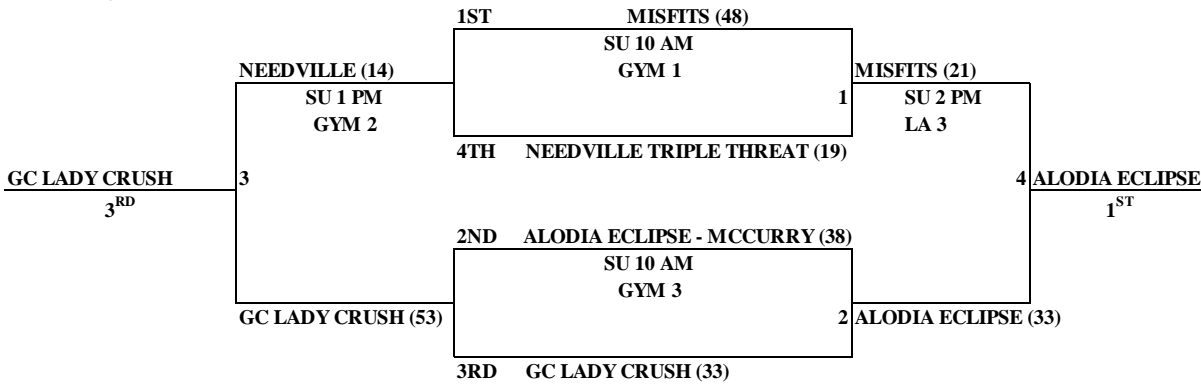 1ST MISFITS (48)
SU 10 AM
GYM 1
NEEDVILLE (14) MISFITS (21)
SU 1 PM 1 SU 2 PM
GYM 2 LA 3
4TH NEEDVILLE TRIPLE THREAT (19)
GC LADY CRUSH 3 4 ALODIA ECLIPSE
3RD 1ST
2ND ALODIA ECLIPSE - MCCURRY (38)
SU 10 AM
GYM 3
GC LADY CRUSH (53) 2 ALODIA ECLIPSE (33)
3RD GC LADY CRUSH (33)